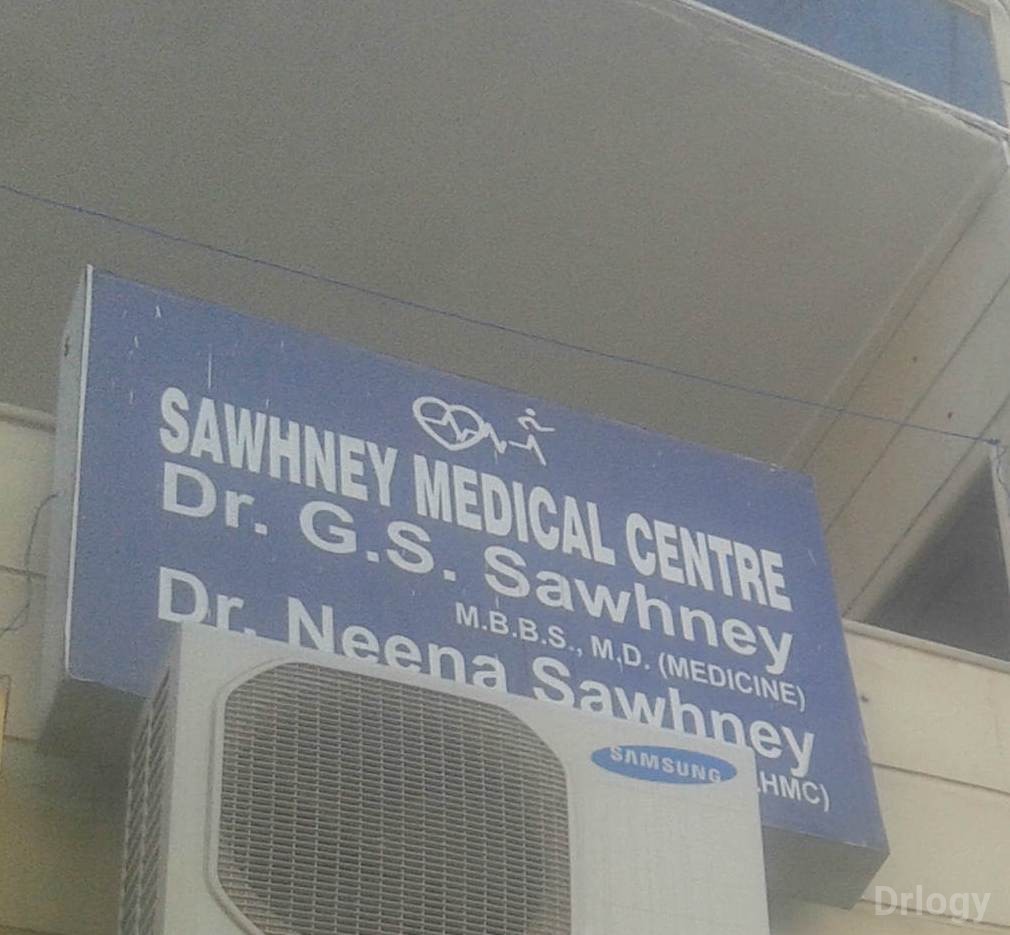 SAWHNEY MEDICAL CENTRE
Dr. G.S. Sawhney
M.B.B.S., M.D. (MEDICINE)
Dr. Neena Sawhney
HMC)
SAMSUNG
Drlogy